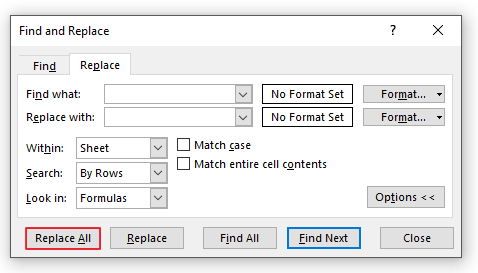 Find and Replace ? ×
Find Replace
Find what: No Format Set Format...
Replace with: No Format Set Format...
Within: Sheet Match case
Search: By Rows Match entire cell contents
Look in: Formulas Options <<
Replace All Replace Find All Find Next Close